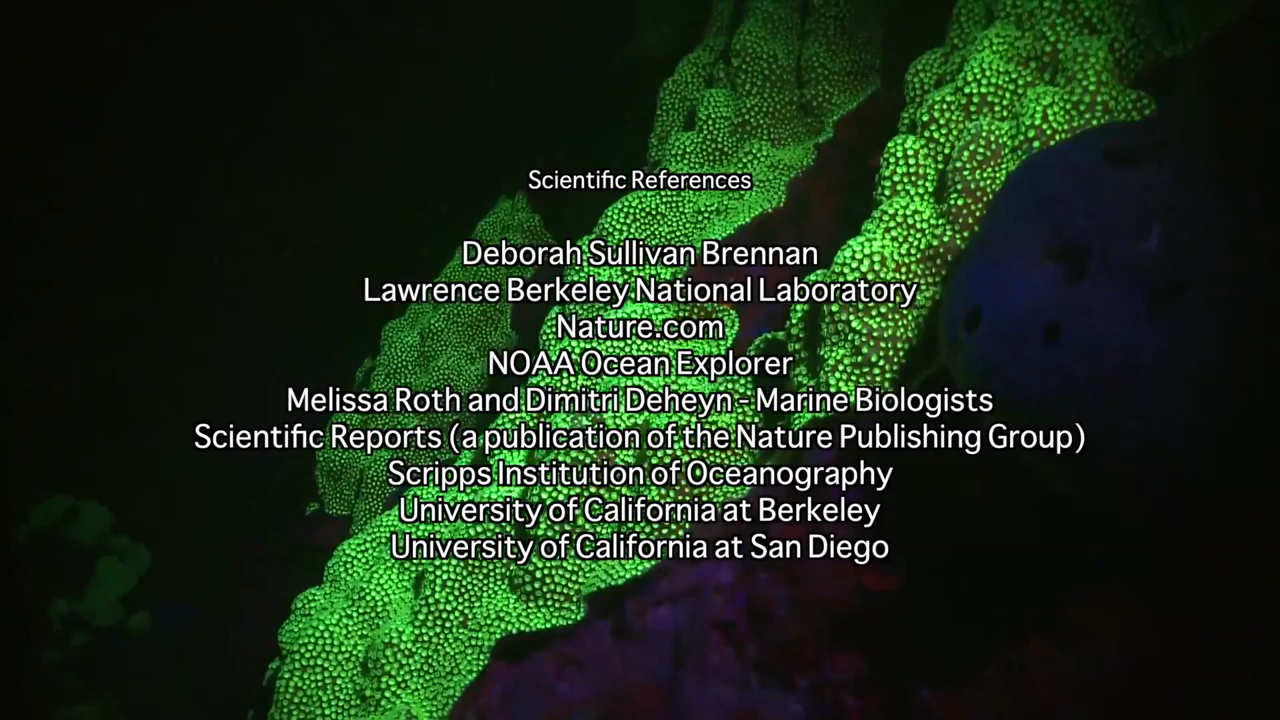 Scientific References
Deborah Sullivan Brennan
Lawrence Berkeley National Laboratory
Nature.com
NOAA Ocean Explorer
Melissa Roth and Dimitri Deheyn - Marine Biologists
Scientific Reports (a publication of the Nature Publishing Group)
Scripps Institution of Oceanography
University of California at Berkeley
University of California at San Diego